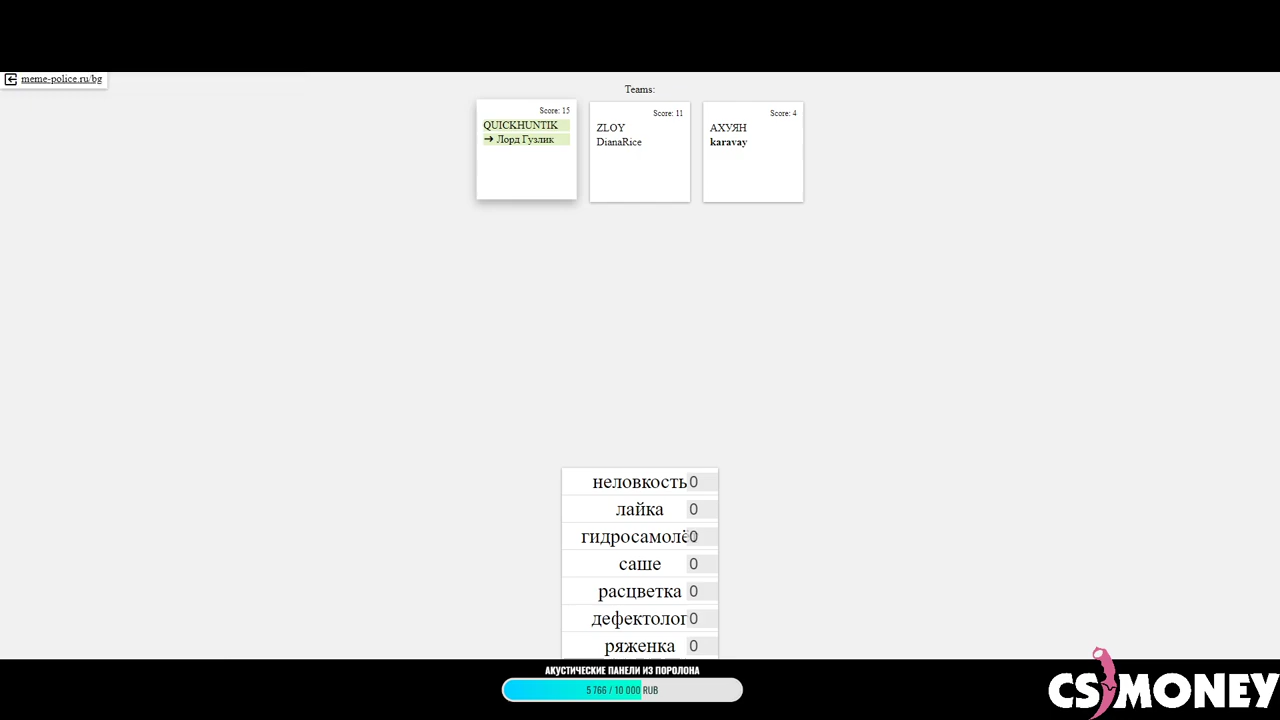 meme-police.ru/bg
Teams:
Score: 15
QUICKHUNTIK
➜ Лорд Гузлик
Score: 11
ZLOY
DianaRice
Score: 4
АХУЯН
karavay
неловкость 0
лайка 0
гидросамолё 0
саше 0
расцветка 0
дефектолог 0
ряженка 0
АКУСТИЧЕСКИЕ ПАНЕЛИ ИЗ ПОРОЛОНА
5 766 / 10 000 RUB
CS MONEY